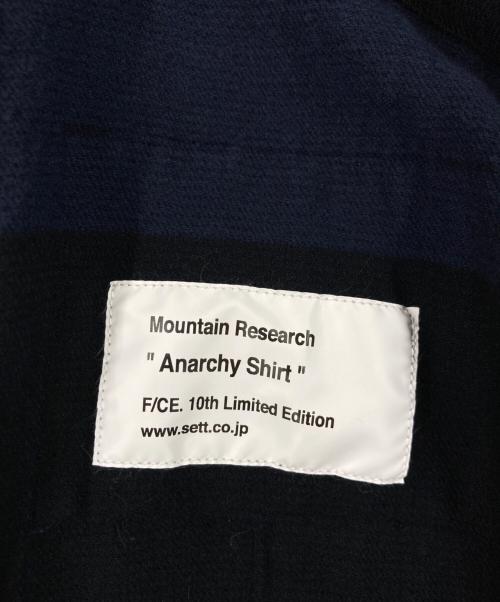 Mountain Research
" Anarchy Shirt "
F/CE. 10th Limited Edition
www.sett.co.jp